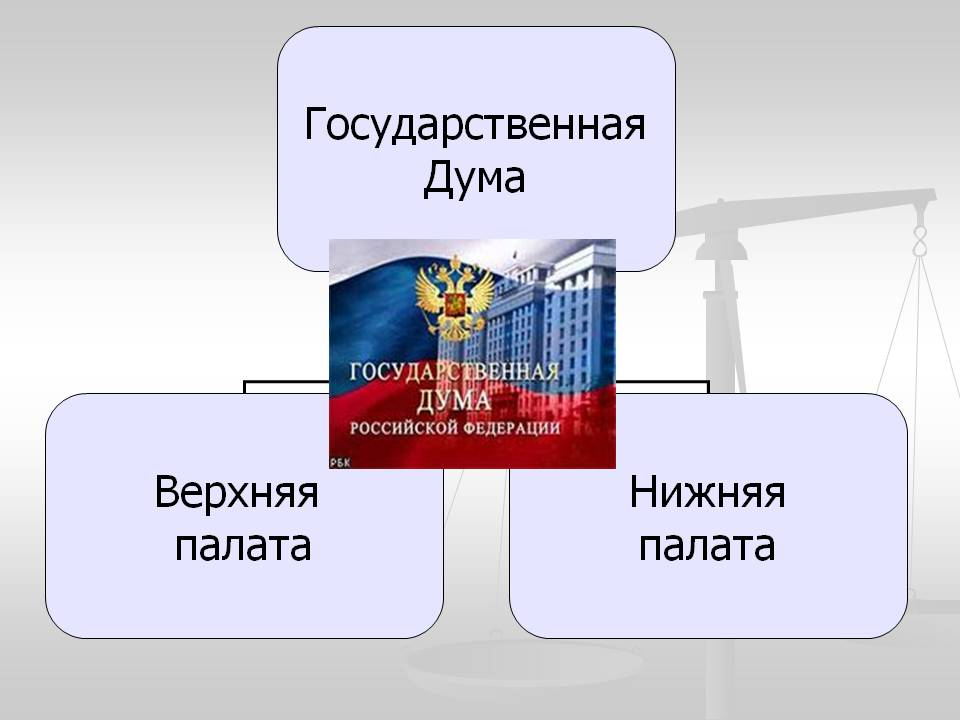 Государственная
Дума
ГОСУДАРСТВЕННАЯ
ДУМА
РОССИЙСКОЙ ФЕДЕРАЦИИ
РБК
Верхняя
палата
Нижняя
палата